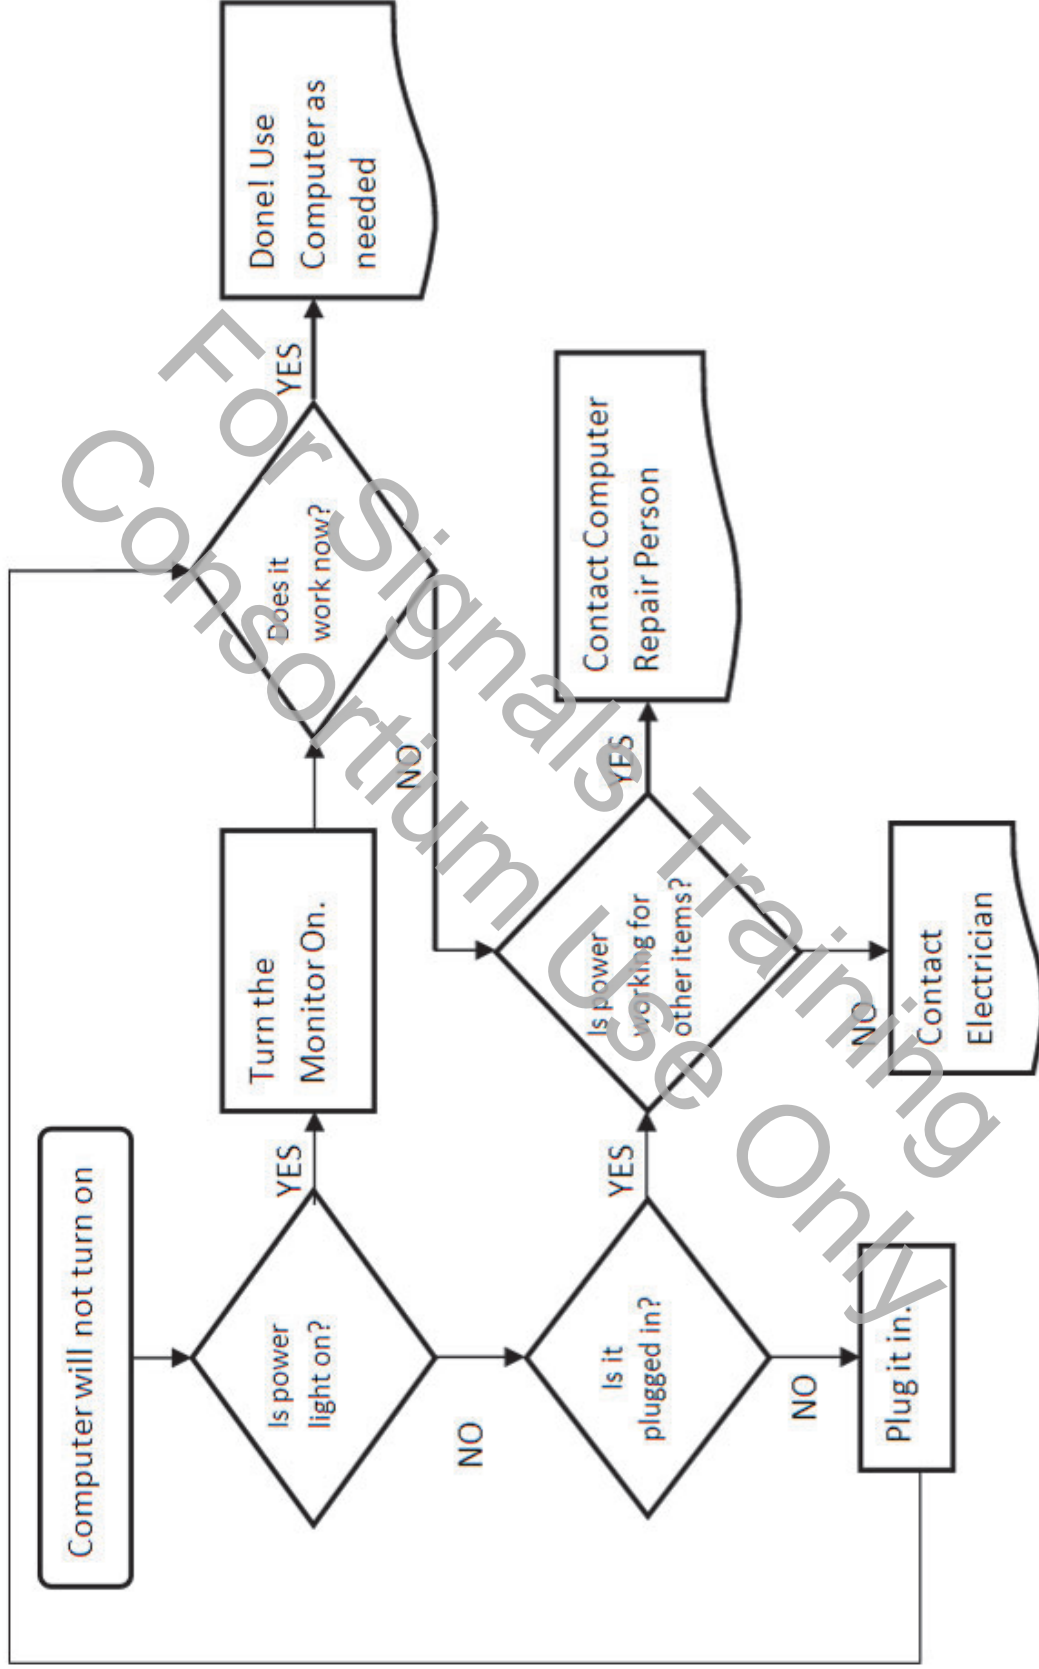 Computer will not turn on
Is power
light on?
YES
Turn the
Monitor On.
Does it
work now?
YES
Done! Use
Computer as
needed
NO
NO
Is it
plugged in?
YES
Is power
working for
other items?
YES
Contact Computer
Repair Person
NO
Plug it in.
NO
Contact
Electrician
For Signals Training
Consortium Use Only